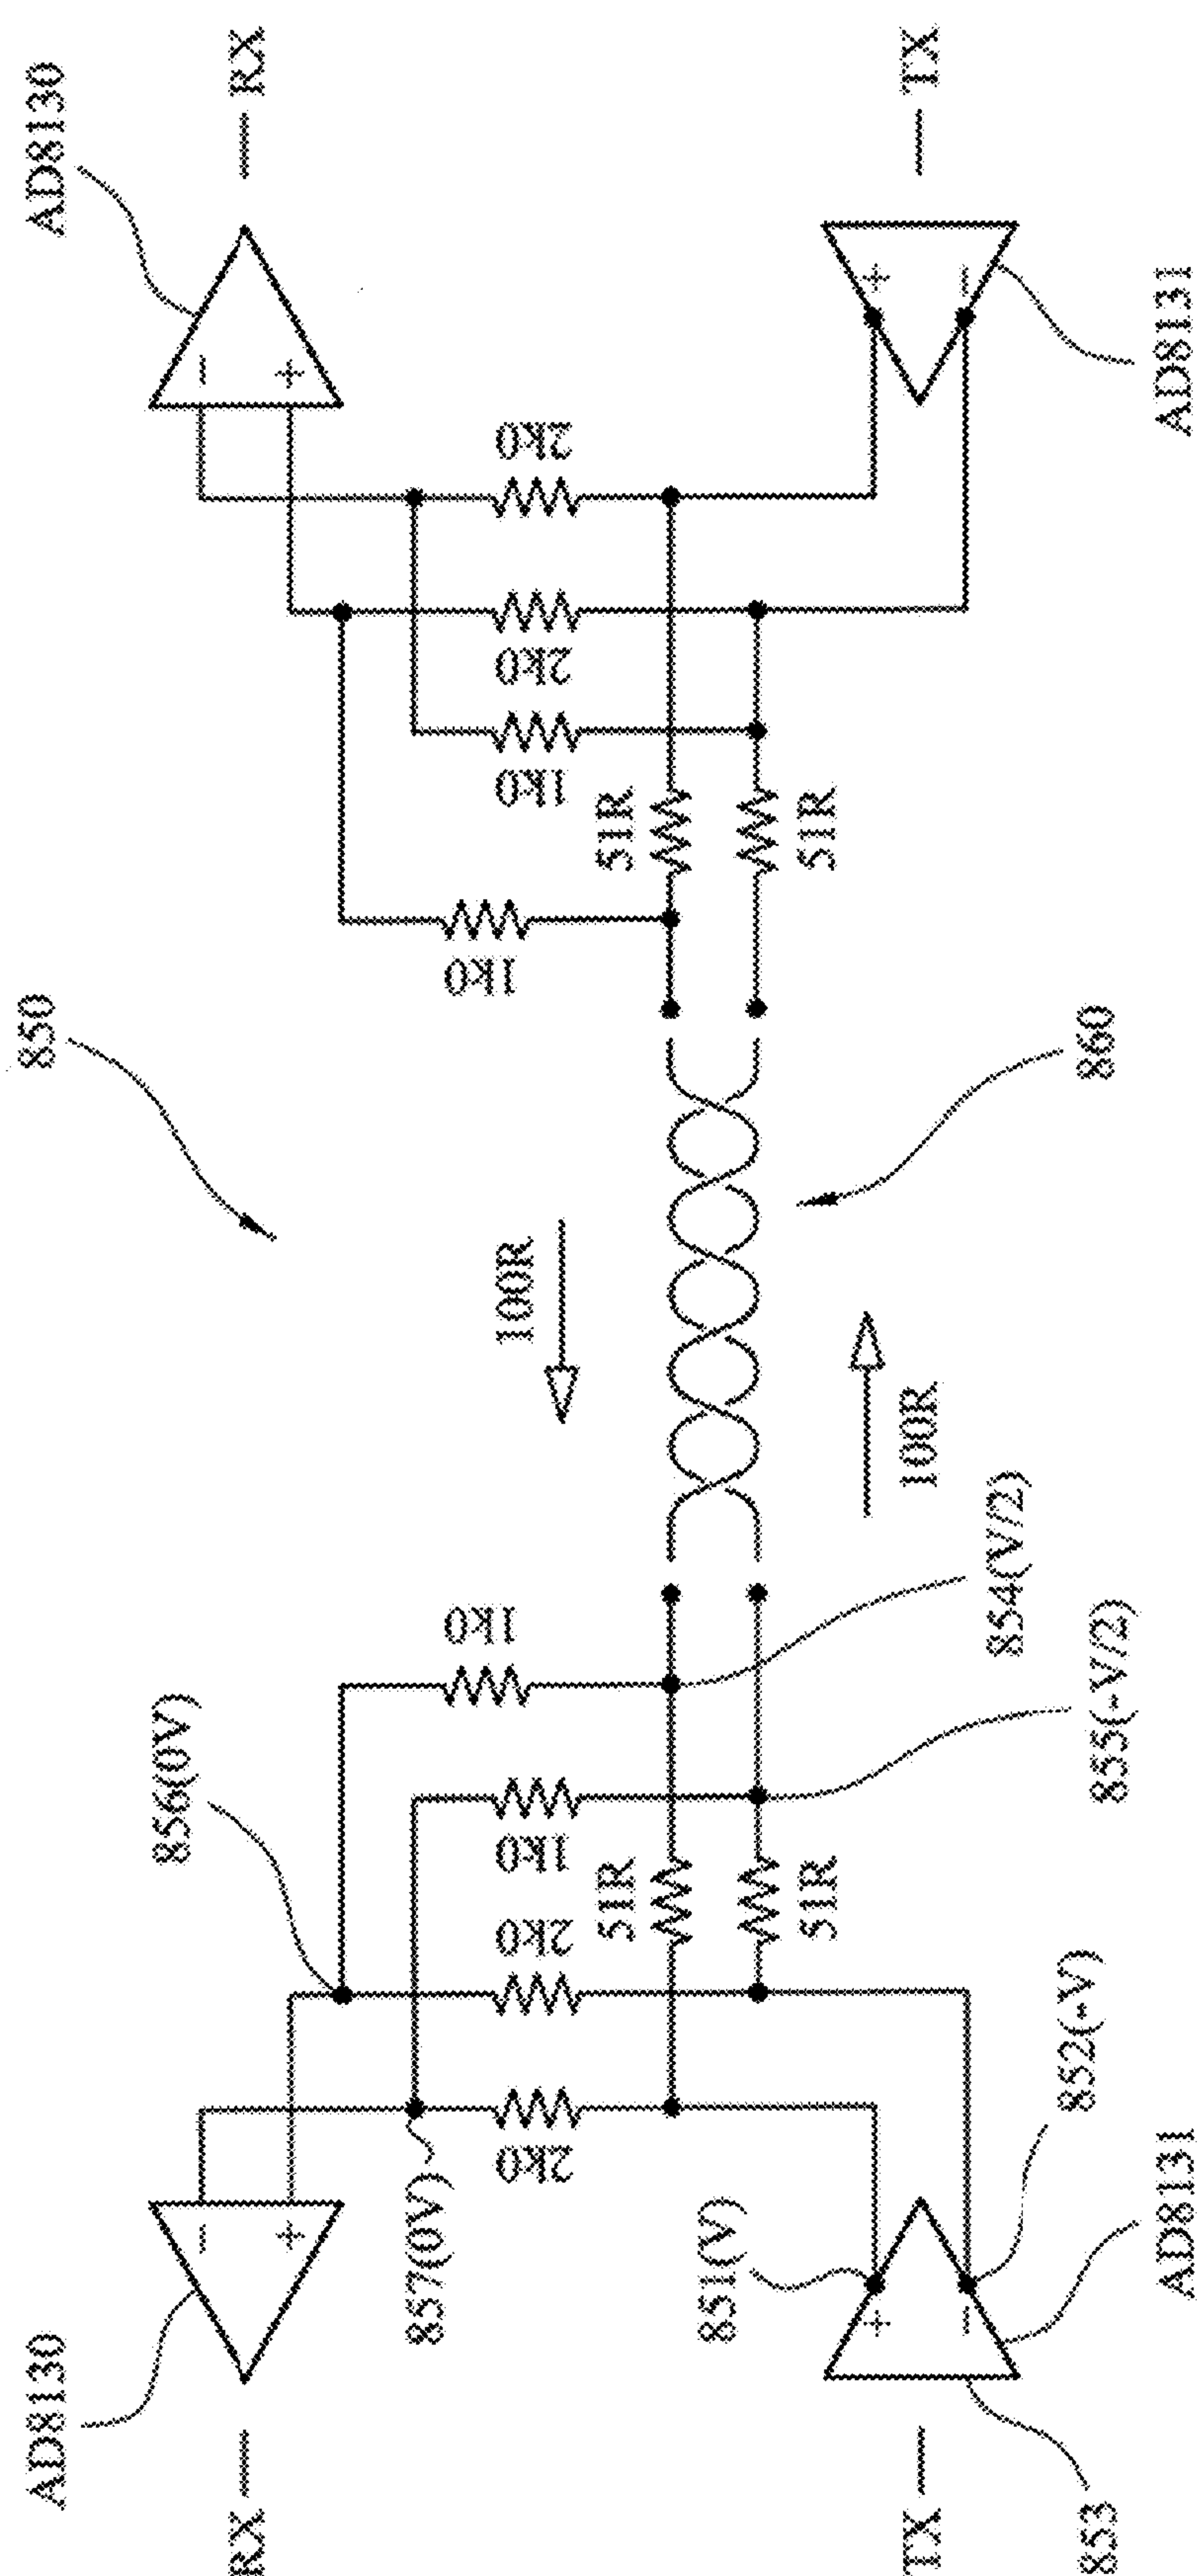 850
AD8130
RX
856(0V)
857(0V)
2k0
2k0
1k0
1k0
51R
51R
851(V)
852(-V)
AD8131
853
TX
854(V/2)
855(-V/2)
100R
100R
860
1k0
1k0
2k0
2k0
51R
51R
AD8130
RX
TX
AD8131